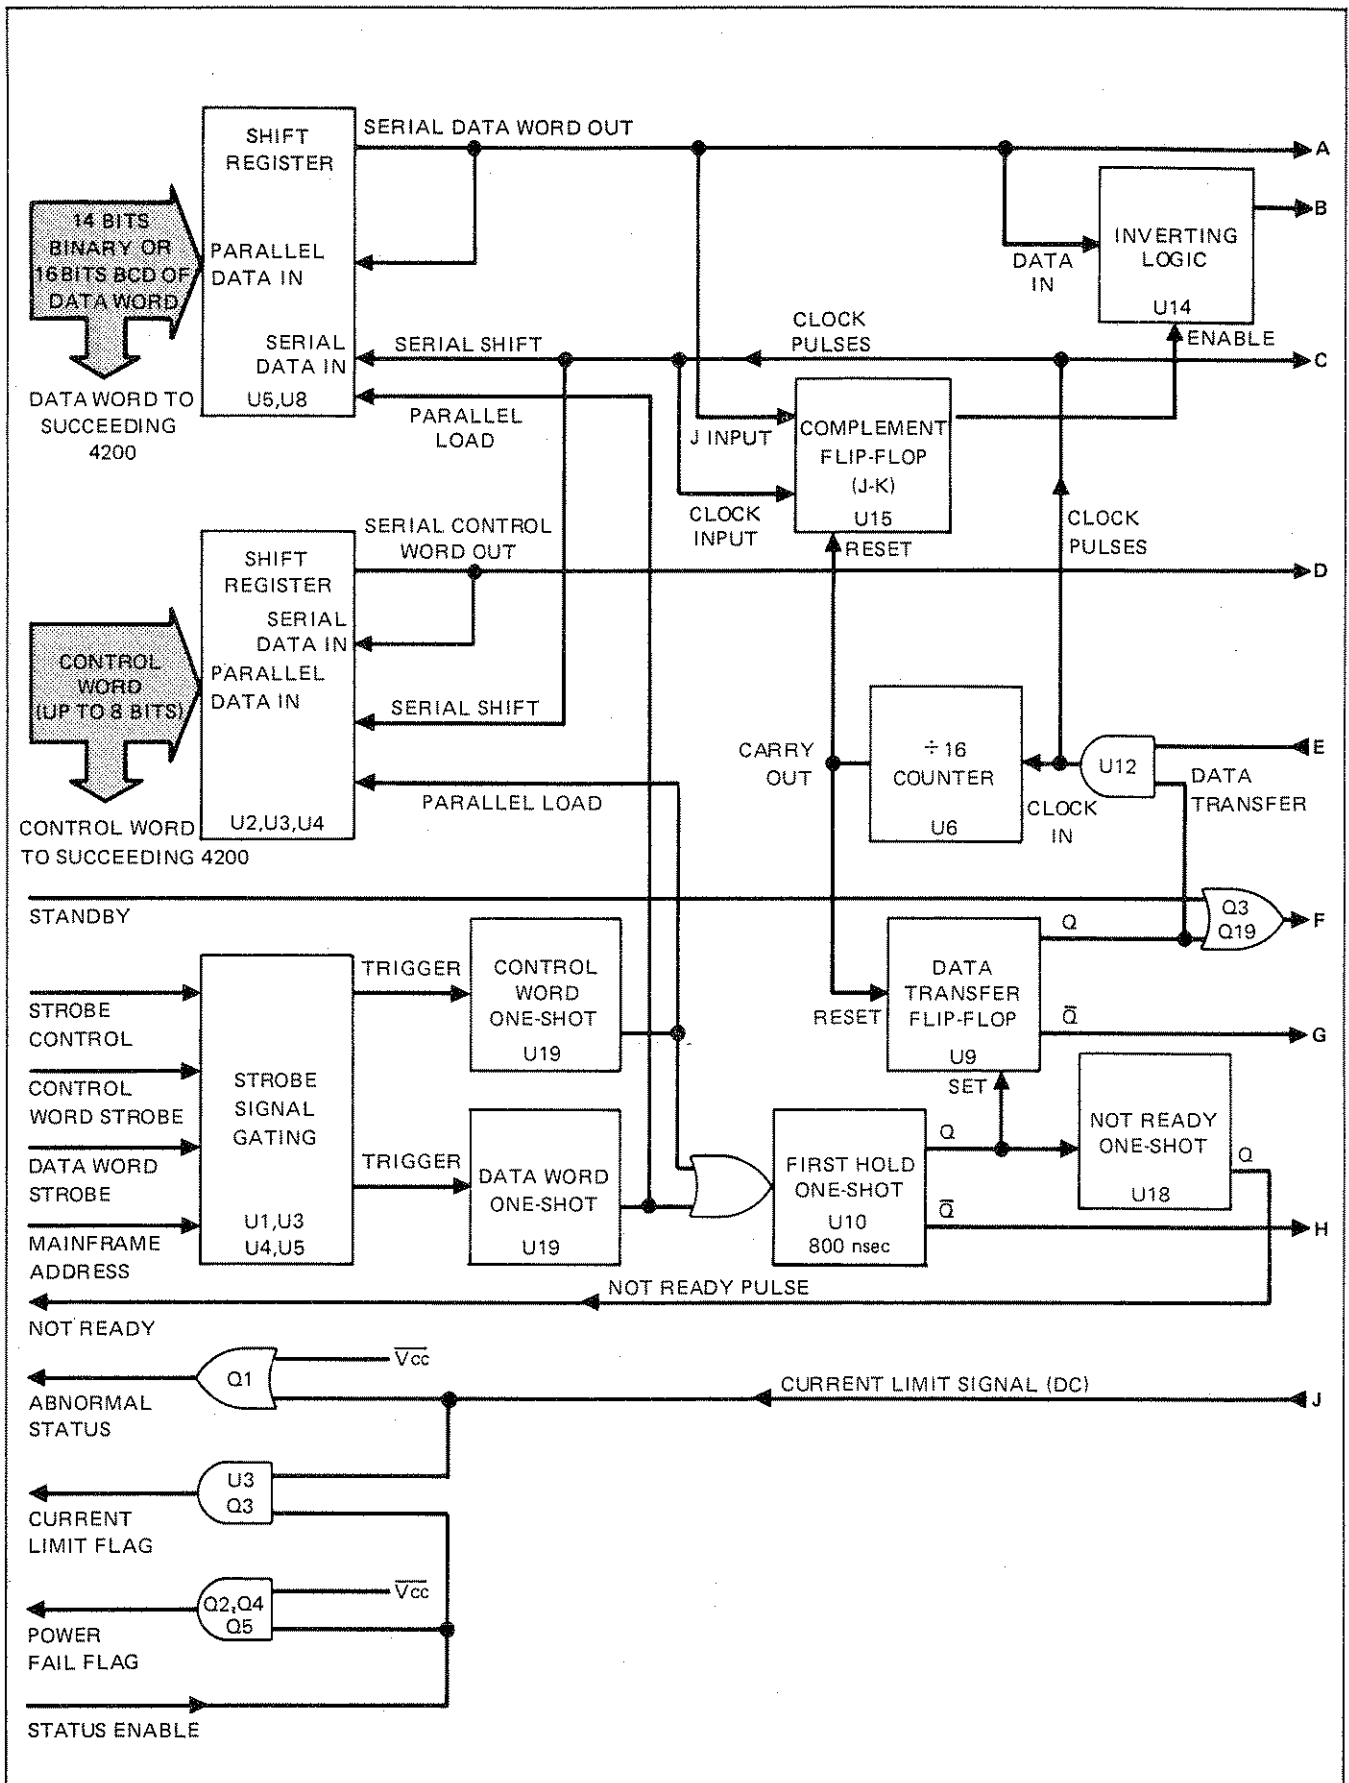 SERIAL DATA WORD OUT
SHIFT
REGISTER
A
B
14 BITS
BINARY OR
16 BITS BCD OF
DATA WORD
PARALLEL
DATA IN
DATA
IN
INVERTING
LOGIC
U14
ENABLE
SERIAL
DATA IN
SERIAL SHIFT
CLOCK
PULSES
C
U5,U8
PARALLEL
LOAD
DATA WORD TO
SUCCEEDING
4200
J INPUT
COMPLEMENT
FLIP-FLOP
(J-K)
U15
CLOCK
INPUT
RESET
CLOCK
PULSES
SERIAL CONTROL
WORD OUT
D
SHIFT
REGISTER
SERIAL
DATA IN
CONTROL
WORD
(UP TO 8 BITS)
PARALLEL
DATA IN
SERIAL SHIFT
CARRY
OUT
÷16
COUNTER
U6
CLOCK
IN
U12
E
DATA
TRANSFER
PARALLEL LOAD
U2,U3,U4
CONTROL WORD
TO SUCCEEDING 4200
STANDBY
Q3
Q19
F
STROBE
CONTROL
CONTROL
WORD STROBE
DATA WORD
STROBE
MAINFRAME
ADDRESS
STROBE
SIGNAL
GATING
U1,U3
U4,U5
TRIGGER
CONTROL
WORD
ONE-SHOT
U19
TRIGGER
DATA WORD
ONE-SHOT
U19
RESET
DATA
TRANSFER
FLIP-FLOP
U9
Q
Q̅
G
SET
FIRST HOLD
ONE-SHOT
U10
800 nsec
Q
Q̅
H
NOT READY
ONE-SHOT
U18
Q
NOT READY PULSE
NOT READY
Q1
V̅c̅c̅
ABNORMAL
STATUS
CURRENT LIMIT SIGNAL (DC)
J
U3
Q3
CURRENT
LIMIT FLAG
Q2,Q4
Q5
V̅c̅c̅
POWER
FAIL FLAG
STATUS ENABLE